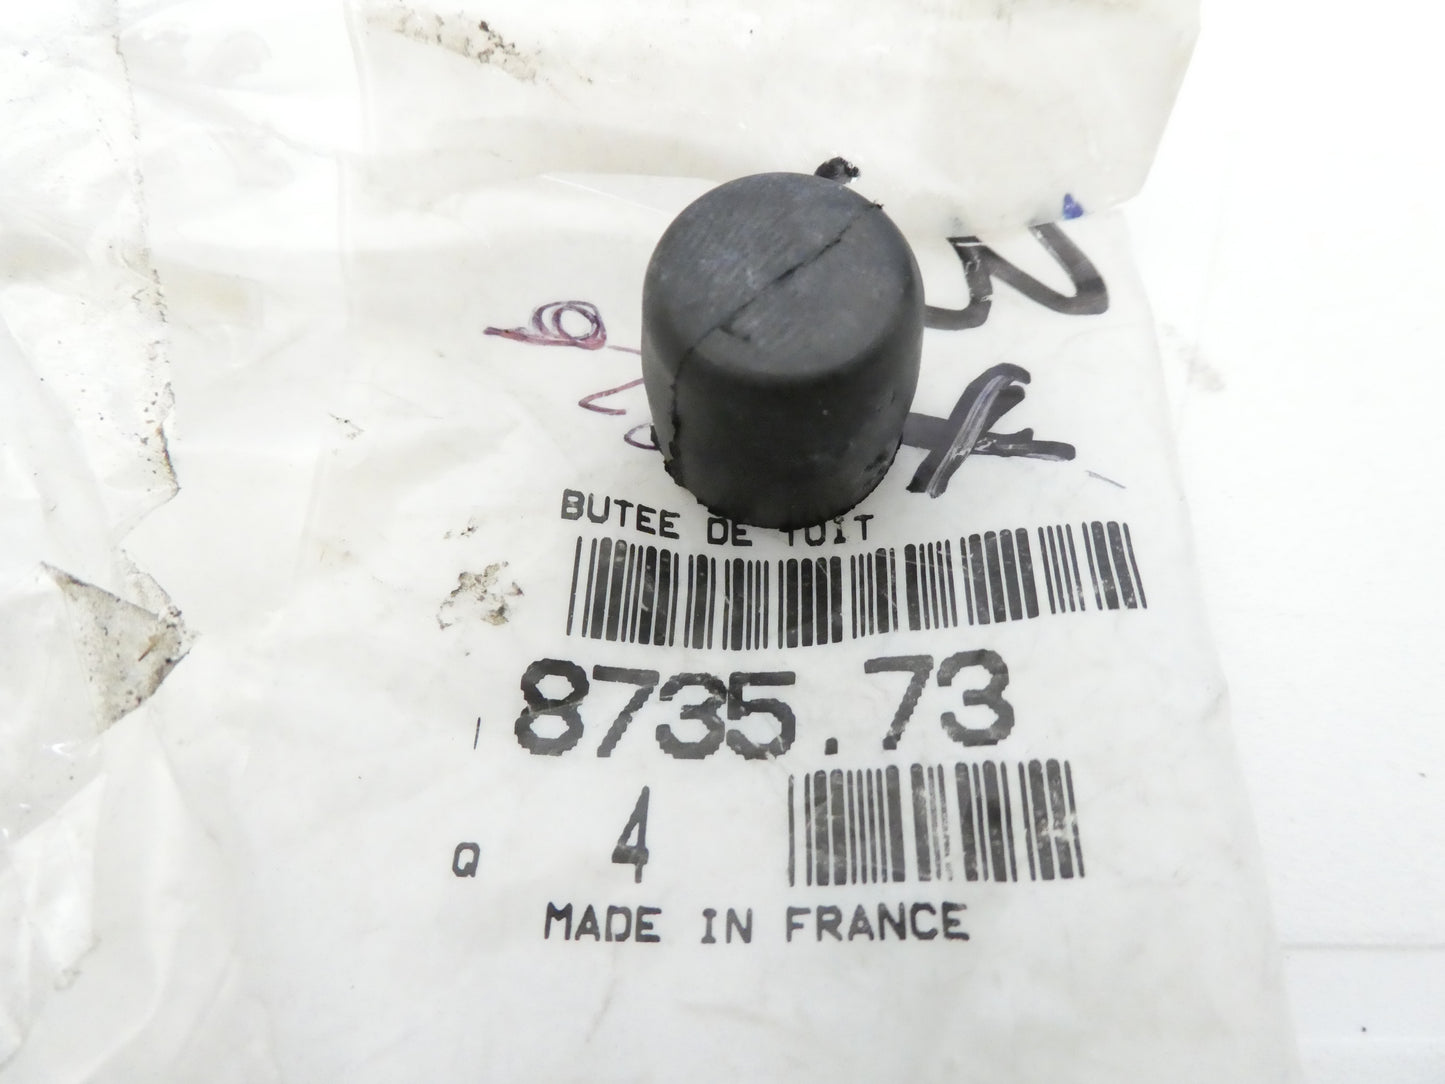 BUTEE DE TOIT
8735.73
Q 4
MADE IN FRANCE